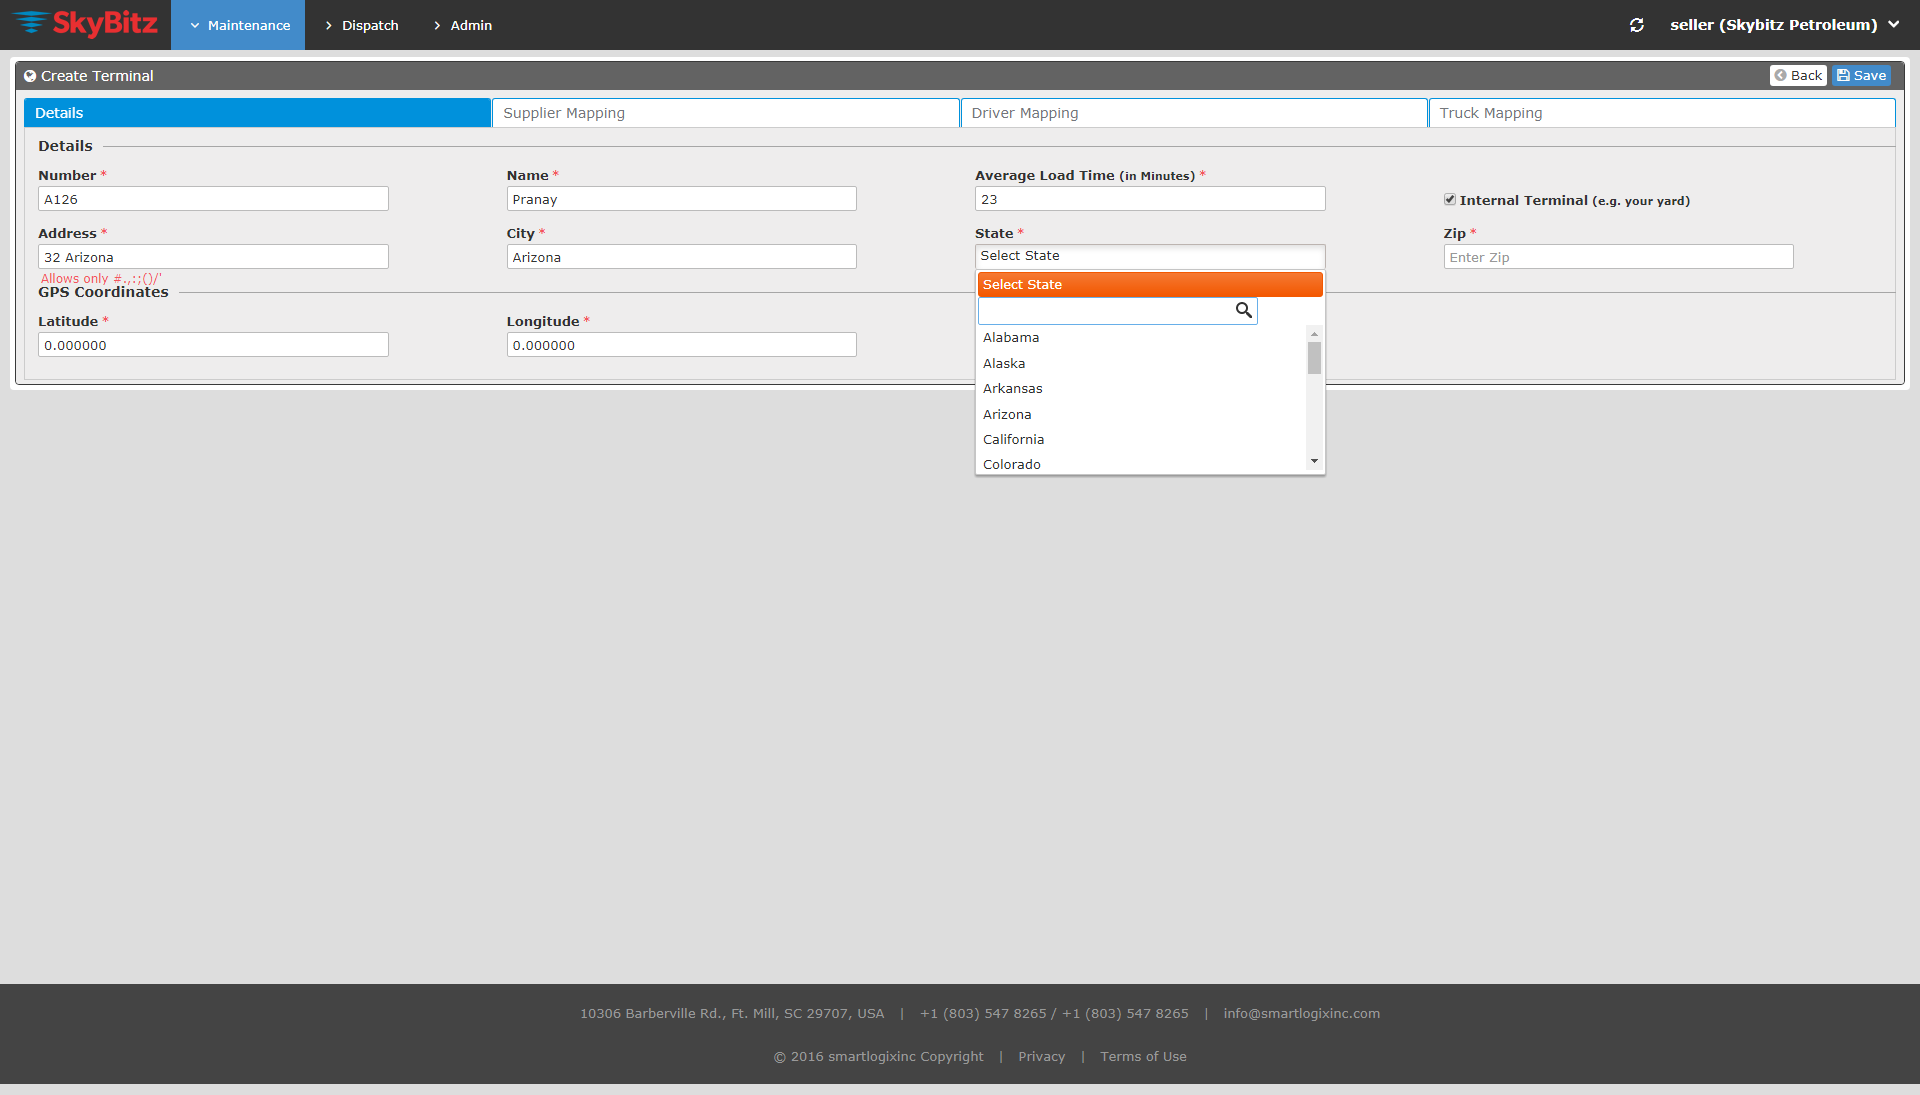 SkyBitz
Maintenance
Dispatch
Admin
seller (Skybitz Petroleum)
Create Terminal
Back
Save
Details
Supplier Mapping
Driver Mapping
Truck Mapping
Details
Number *
Name *
Average Load Time (in Minutes) *
A126
Pranay
23
Internal Terminal (e.g. your yard)
Address *
City *
State *
Zip *
32 Arizona
Arizona
Select State
Enter Zip
Allows only #.,:;()/'
GPS Coordinates
Select State
Latitude *
Longitude *
0.000000
0.000000
Alabama
Alaska
Arkansas
Arizona
California
Colorado
10306 Barberville Rd., Ft. Mill, SC 29707, USA | +1 (803) 547 8265 / +1 (803) 547 8265 | info@smartlogixinc.com
© 2016 smartlogixinc Copyright | Privacy | Terms of Use